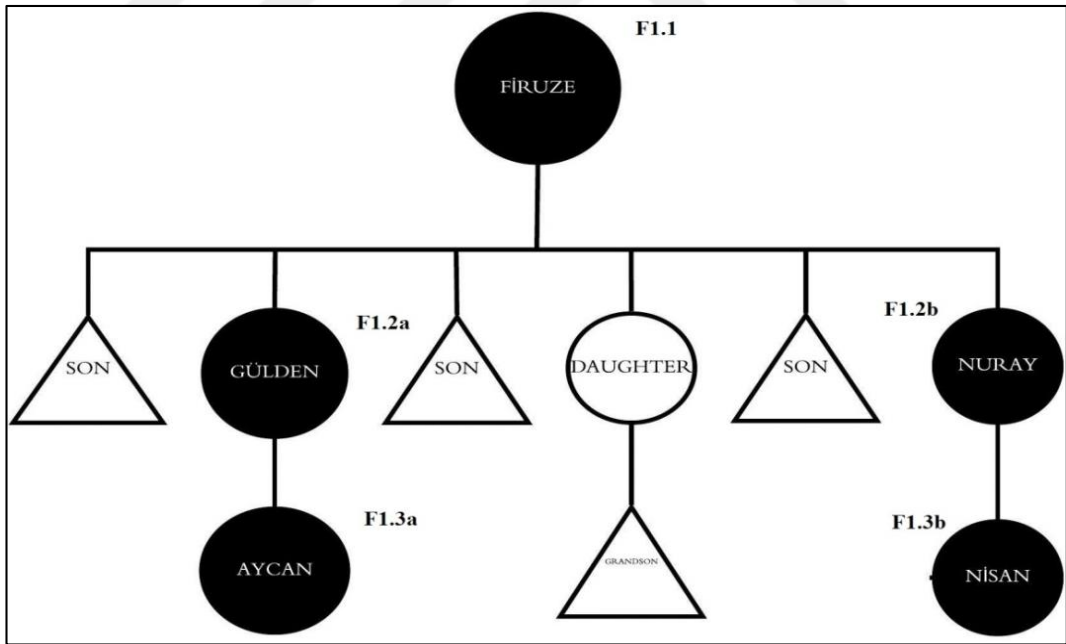 F1.1
FİRUZE
F1.2a
F1.2b
SON
GÜLDEN
SON
DAUGHTER
SON
NURAY
F1.3a
F1.3b
AYCAN
GRANDSON
NİSAN